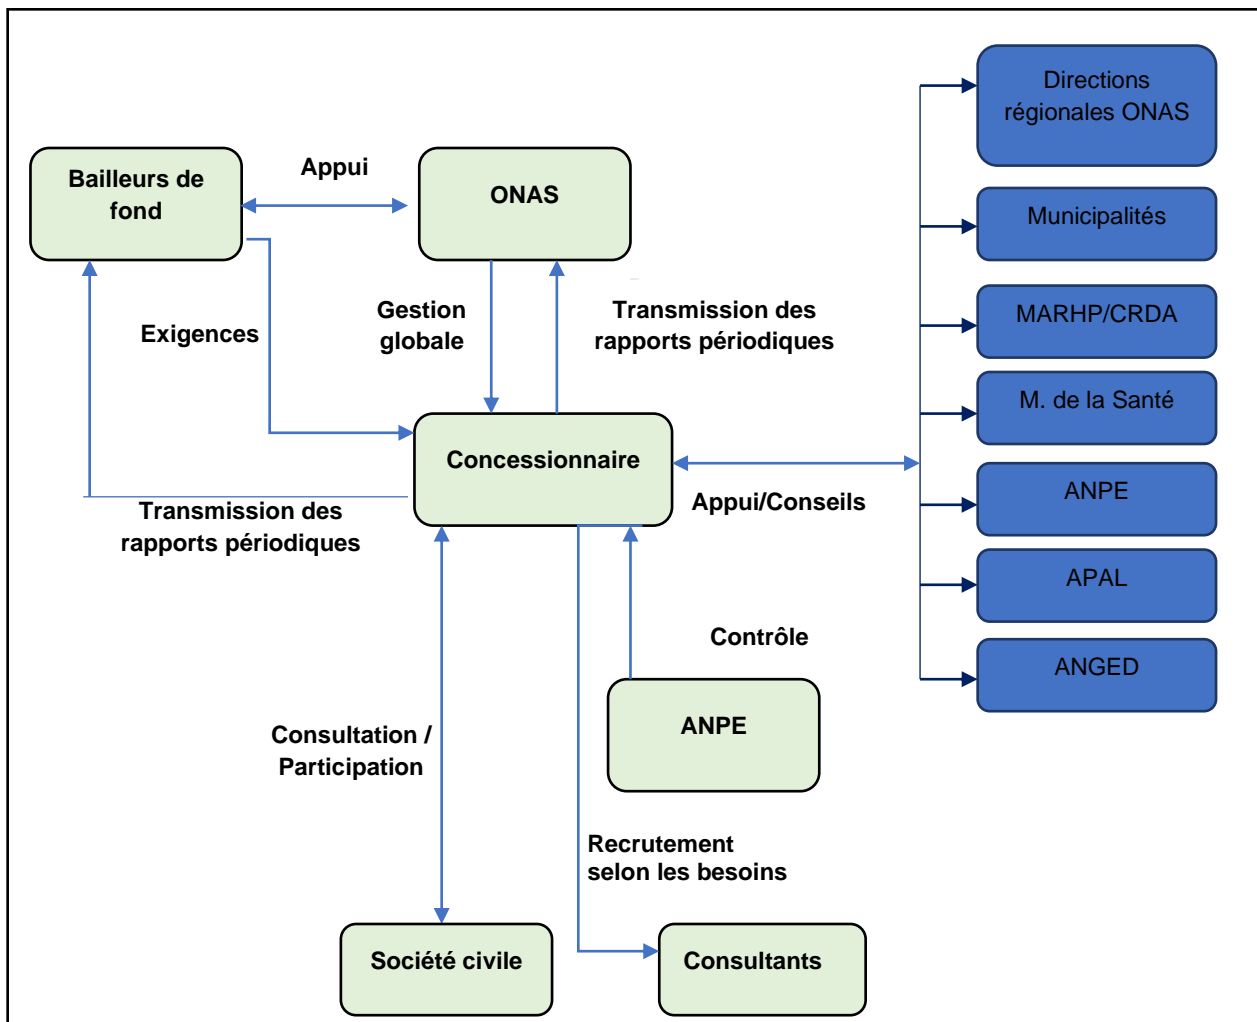 Directions
régionales ONAS
Bailleurs de
fond
Appui
ONAS
Municipalités
Exigences
Gestion
globale
Transmission des
rapports périodiques
MARHP/CRDA
M. de la Santé
Concessionnaire
Appui/Conseils
ANPE
Transmission des
rapports périodiques
APAL
Contrôle
ANGED
ANPE
Consultation /
Participation
Recrutement
selon les besoins
Société civile
Consultants